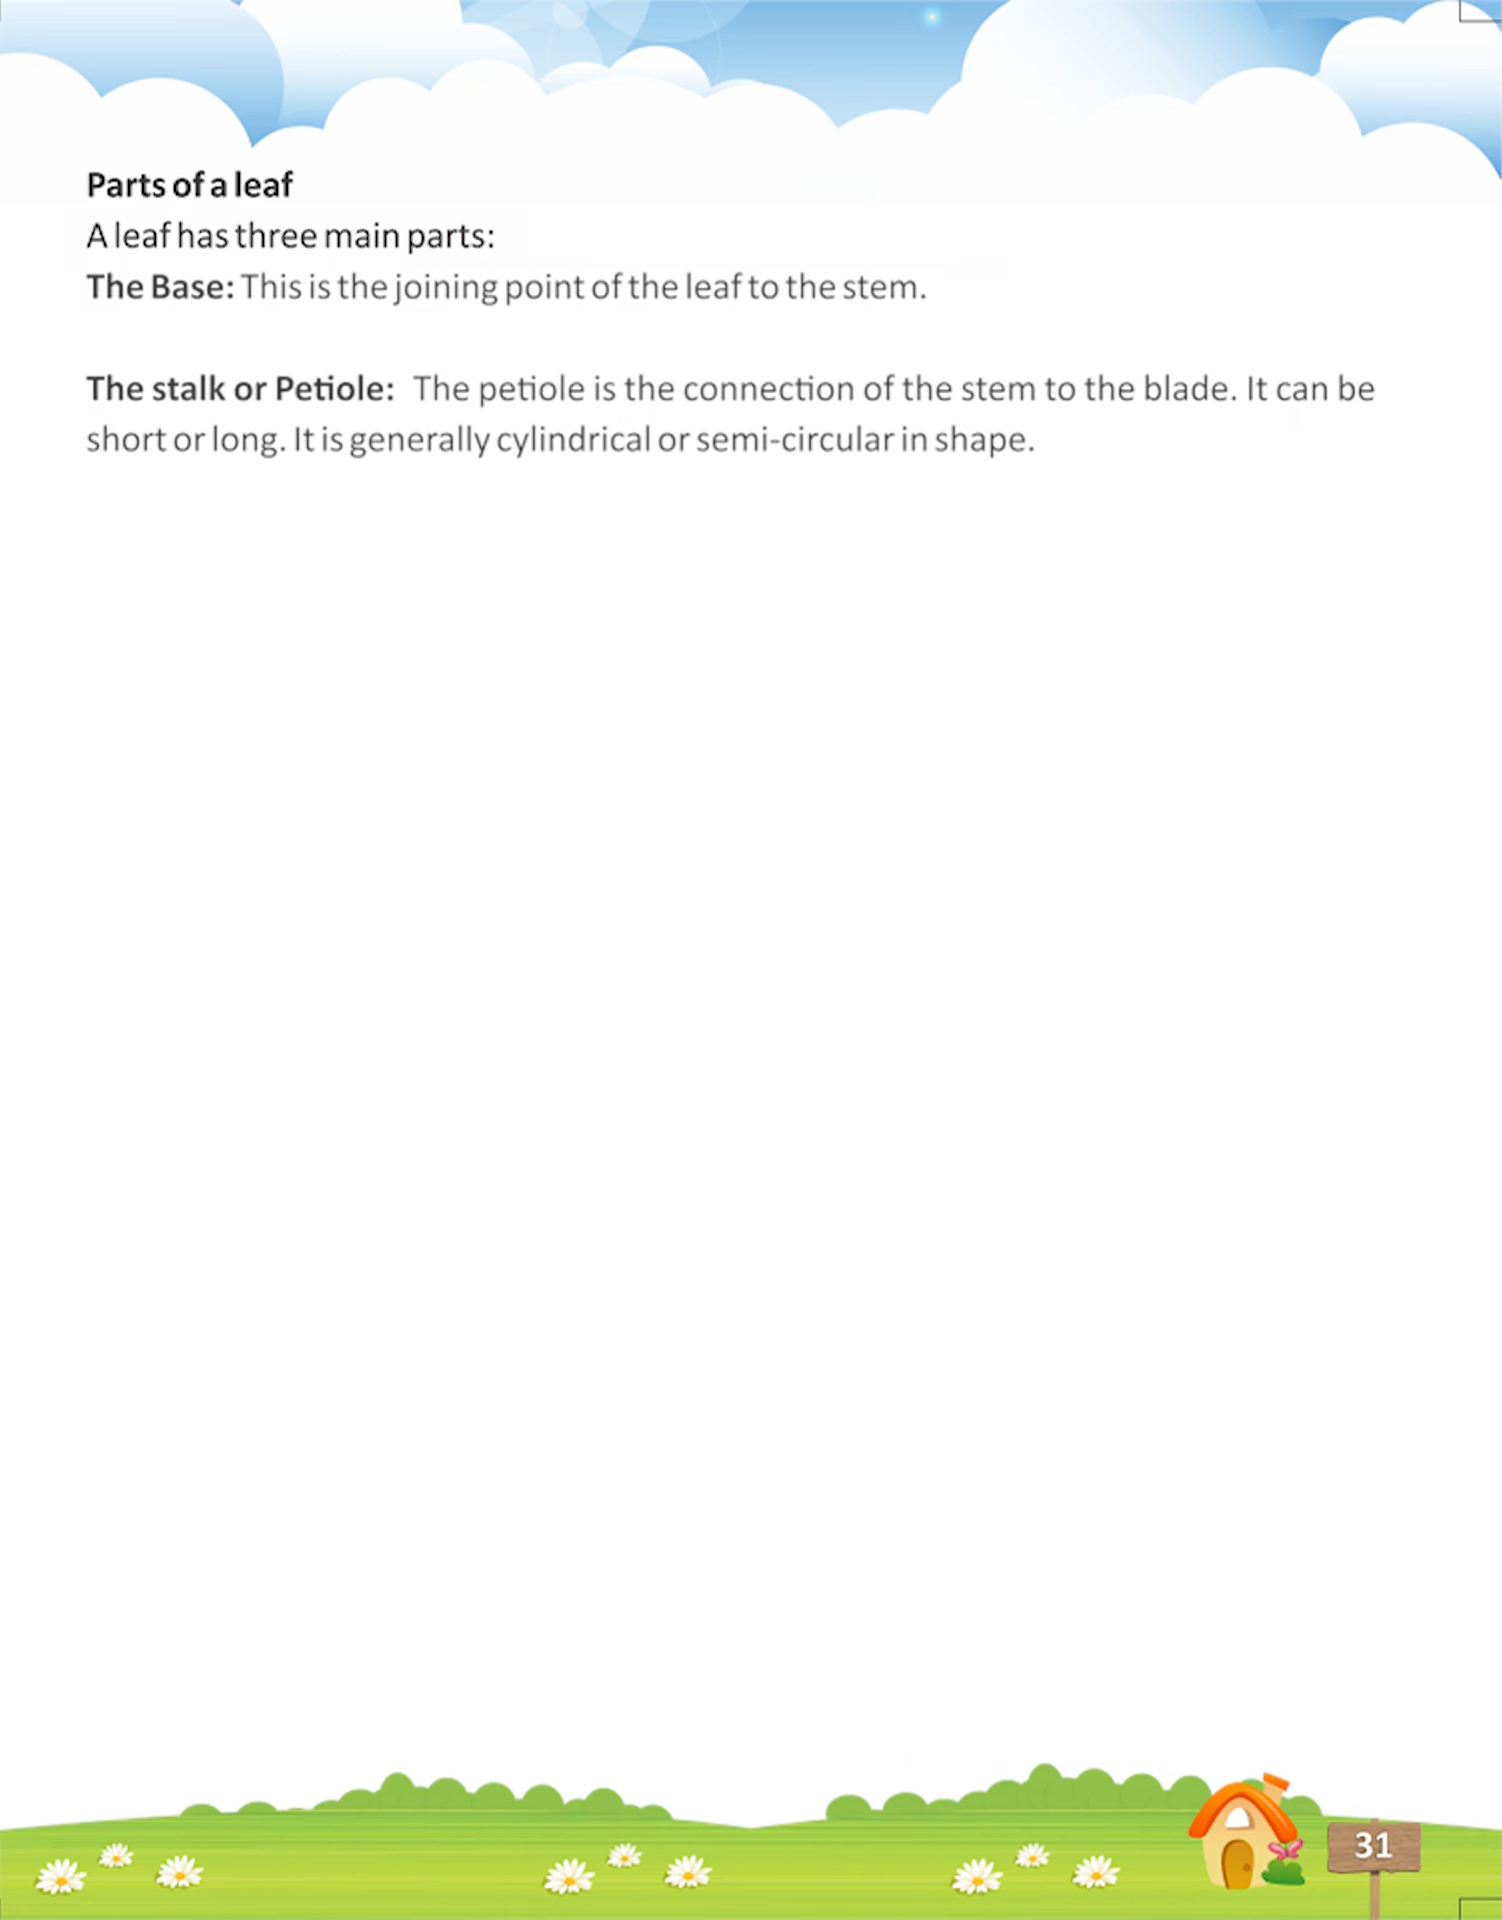 Parts of a leaf
A leaf has three main parts:
The Base: This is the joining point of the leaf to the stem.
The stalk or Petiole: The petiole is the connection of the stem to the blade. It can be
short or long. It is generally cylindrical or semi-circular in shape.
31